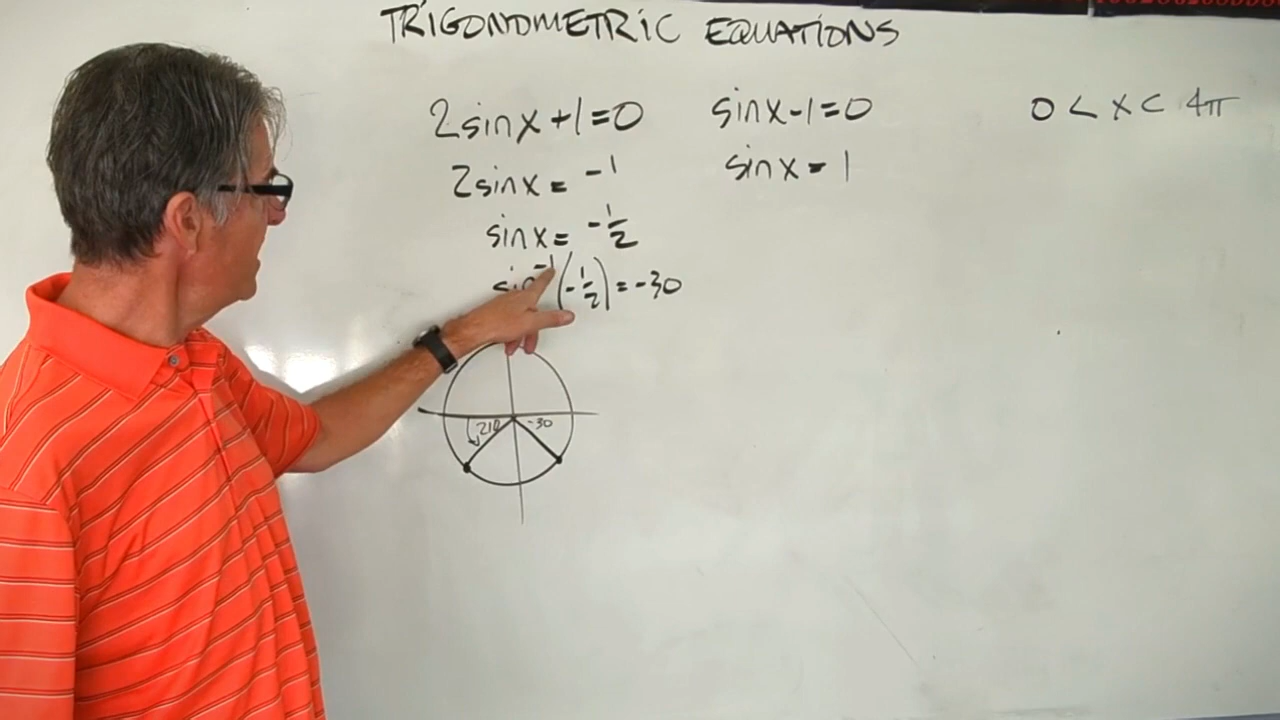 TRIGONOMETRIC EQUATIONS
2sinx+1=0
2sinx = -1
sinx = -1/2
sin⁻¹(-1/2) = -30
210
-30
sinx-1=0
sinx = 1
0 < x < 4π